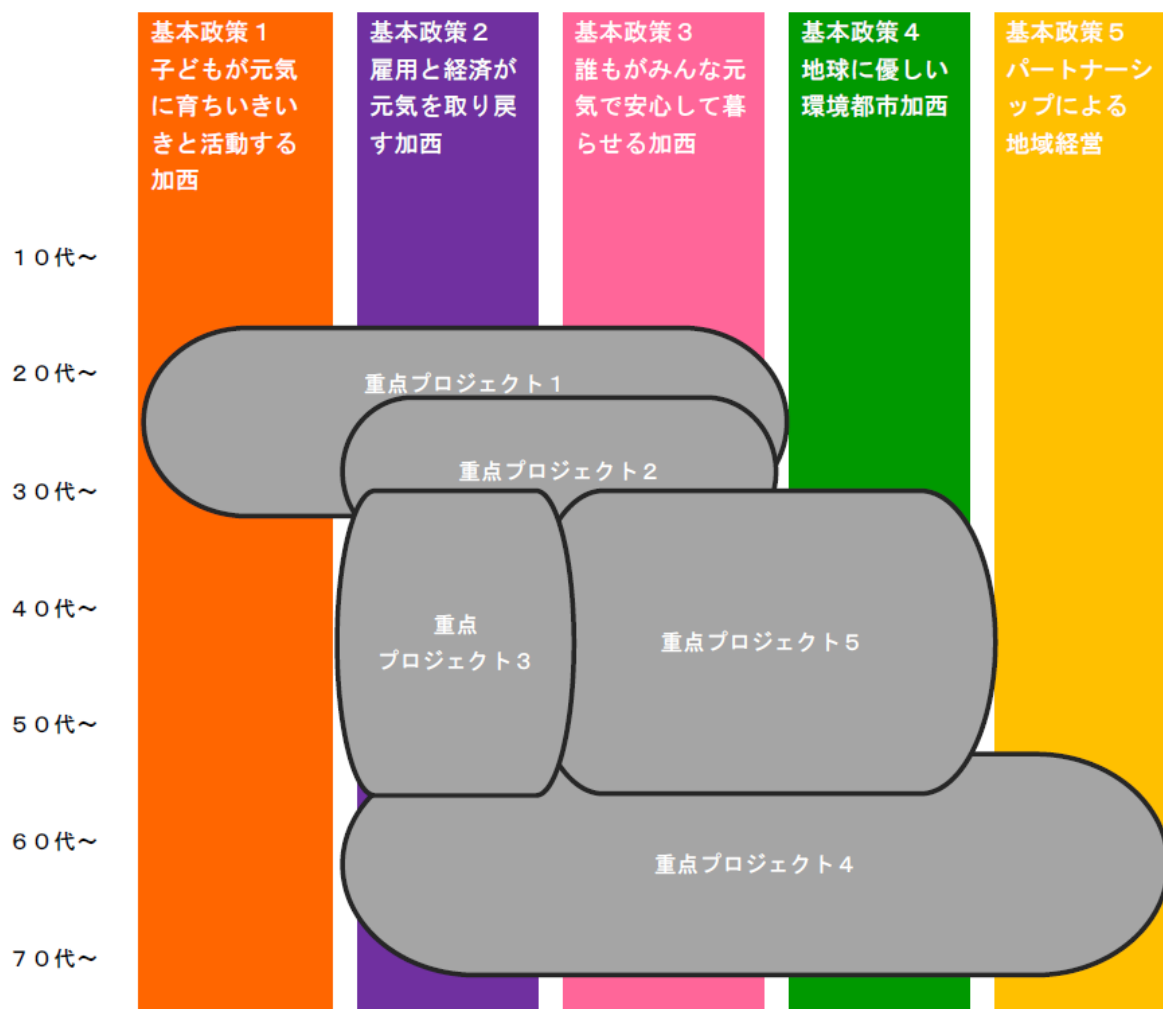 基本政策１
子どもが元気
に育ちいきい
きと活動する
加西
基本政策２
雇用と経済が
元気を取り戻
す加西
基本政策３
誰もがみんな元
気で安心して暮
らせる加西
基本政策４
地球に優しい
環境都市加西
基本政策５
パートナーシ
ップによる
地域経営
１０代～
２０代～
３０代～
４０代～
５０代～
６０代～
７０代～
重点プロジェクト１
重点プロジェクト２
重点
プロジェクト３
重点プロジェクト５
重点プロジェクト４